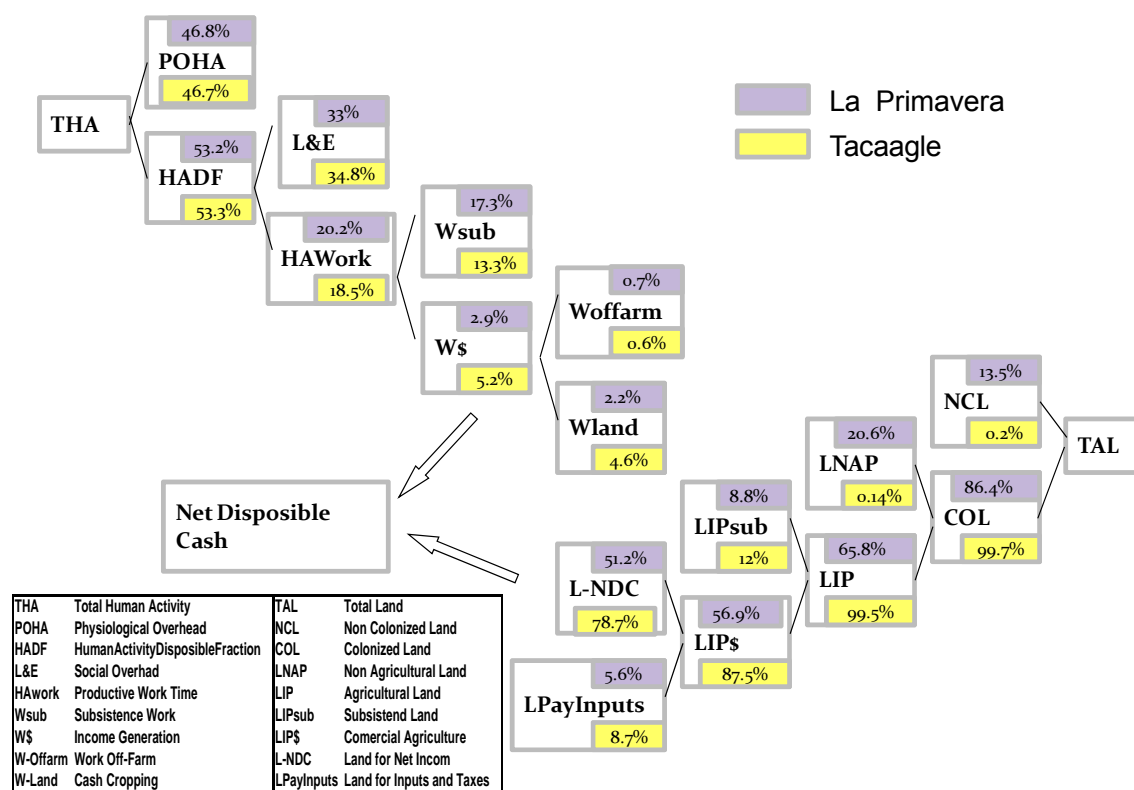 46.8%
POHA
46.7%
THA
53.2%
HADF
53.3%
33%
L&E
34.8%
20.2%
HAWork
18.5%
17.3%
Wsub
13.3%
2.9%
W$
5.2%
0.7%
Woffarm
0.6%
2.2%
Wland
4.6%
La Primavera
Tacaagle
13.5%
NCL
0.2%
TAL
20.6%
LNAP
0.14%
86.4%
COL
99.7%
8.8%
LIPsub
12%
65.8%
LIP
99.5%
51.2%
L-NDC
78.7%
56.9%
LIP$
87.5%
5.6%
LPayInputs
8.7%
Net Disposible
Cash
THA Total Human Activity TAL Total Land
POHA Physiological Overhead NCL Non Colonized Land
HADF HumanActivityDisposibleFraction COL Colonized Land
L&E Social Overhad LNAP Non Agricultural Land
HAwork Productive Work Time LIP Agricultural Land
Wsub Subsistence Work LIPsub Subsistend Land
W$ Income Generation LIP$ Comercial Agriculture
W-Offarm Work Off-Farm L-NDC Land for Net Incom
W-Land Cash Cropping LPayInputs Land for Inputs and Taxes